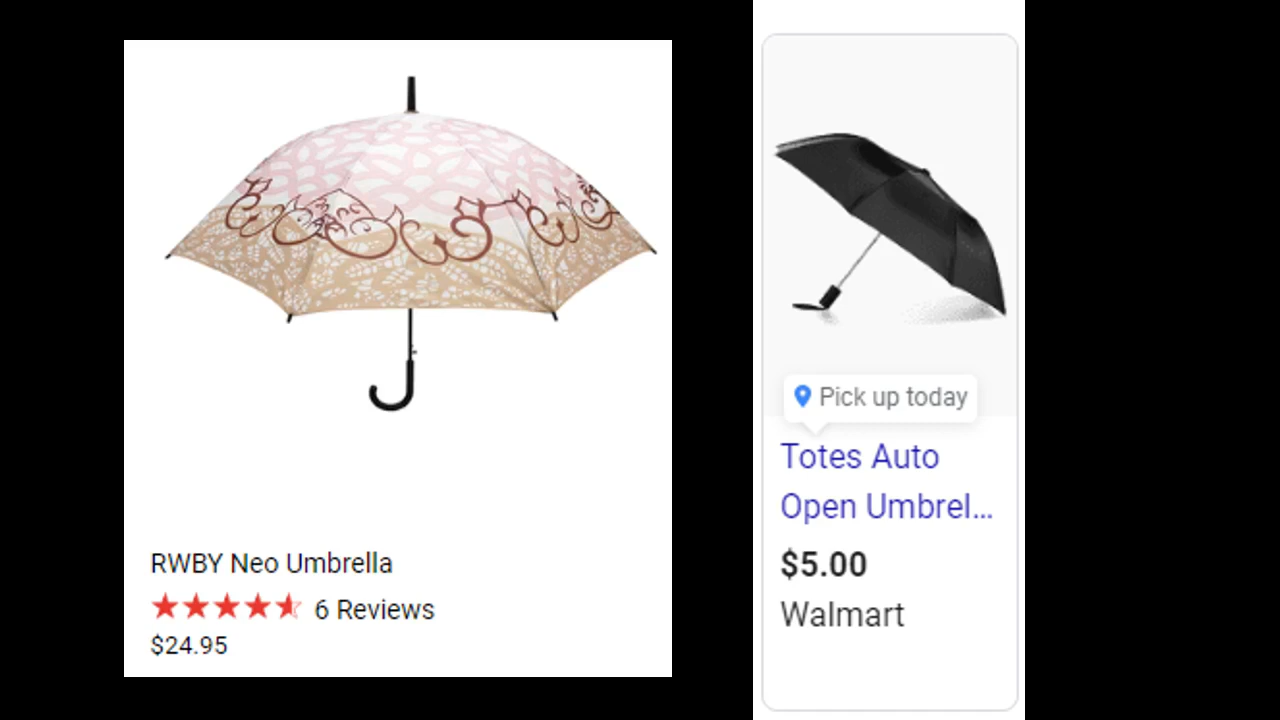 RWBY Neo Umbrella
6 Reviews
$24.95
Pick up today
Totes Auto
Open Umbrel...
$5.00
Walmart